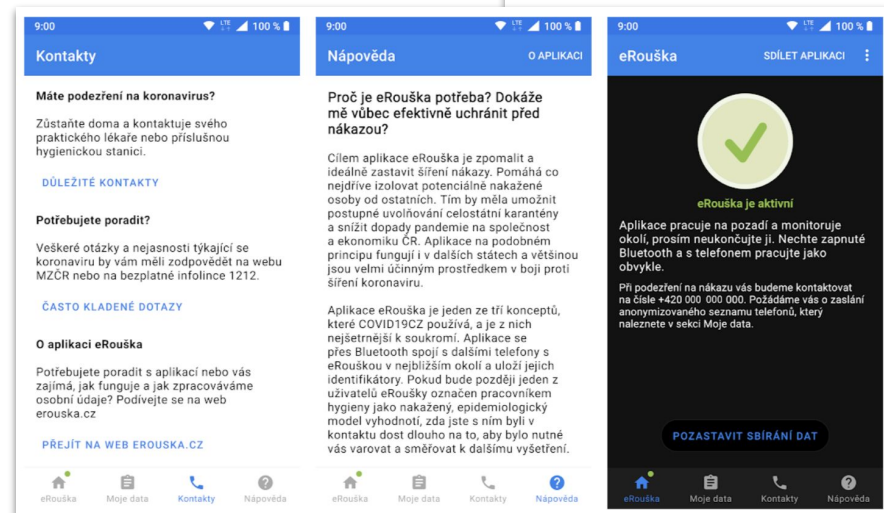 9:00
LTE
100 %
Kontakty
Máte podezření na koronavirus?
Zůstaňte doma a kontaktuje svého
praktického lékaře nebo příslušnou
hygienickou stanici.
DŮLEŽITÉ KONTAKTY
Potřebujete poradit?
Veškeré otázky a nejasnosti týkající se
koronaviru by vám měli zodpovědět na webu
MZČR nebo na bezplatné infolince 1212.
ČASTO KLADENÉ DOTAZY
O aplikaci eRouška
Potřebujete poradit s aplikací nebo vás
zajímá, jak funguje a jak zpracováváme
osobní údaje? Podívejte se na web
erouska.cz
PŘEJÍT NA WEB EROUSKA.CZ
eRouška
Moje data
Kontakty
Nápověda
9:00
LTE
100 %
Nápověda
O APLIKACI
Proč je eRouška potřeba? Dokáže
mě vůbec efektivně uchránit před
nákazou?
Cílem aplikace eRouška je zpomalit a
ideálně zastavit šíření nákazy. Pomáhá co
nejdříve izolovat potenciálně nakažené
osoby od ostatních. Tím by měla umožnit
postupné uvolňování celostátní karantény
a snížit dopady pandemie na společnost
a ekonomiku ČR. Aplikace na podobném
principu fungují i v dalších státech a většinou
jsou velmi účinným prostředkem v boji proti
šíření koronaviru.
Aplikace eRouška je jeden ze tří konceptů,
které COVID19CZ používá, a je z nich
nejšetrnější k soukromí. Aplikace se
přes Bluetooth spojí s dalšími telefony s
eRouškou v nejbližším okolí a uloží jejich
identifikátory. Pokud bude později jeden z
uživatelů eRoušky označen pracovníkem
hygieny jako nakažený, epidemiologický
model vyhodnotí, zda jste s ním byli v
kontaktu dost dlouho na to, aby bylo nutné
vás varovat a směřovat k dalšímu vyšetření.
eRouška
Moje data
Kontakty
Nápověda
9:00
LTE
100 %
eRouška
SDÍLET APLIKACI
eRouška je aktivní
Aplikace pracuje na pozadí a monitoruje
okolí, prosím neukončujte ji. Nechte zapnuté
Bluetooth a s telefonem pracujte jako
obvykle.
Při podezření na nákazu vás budeme kontaktovat
na čísle +420 000 000 000. Požádáme vás o zaslání
anonymizovaného seznamu telefonů, který
naleznete v sekci Moje data.
POZASTAVIT SBÍRÁNÍ DAT
eRouška
Moje data
Kontakty
Nápověda